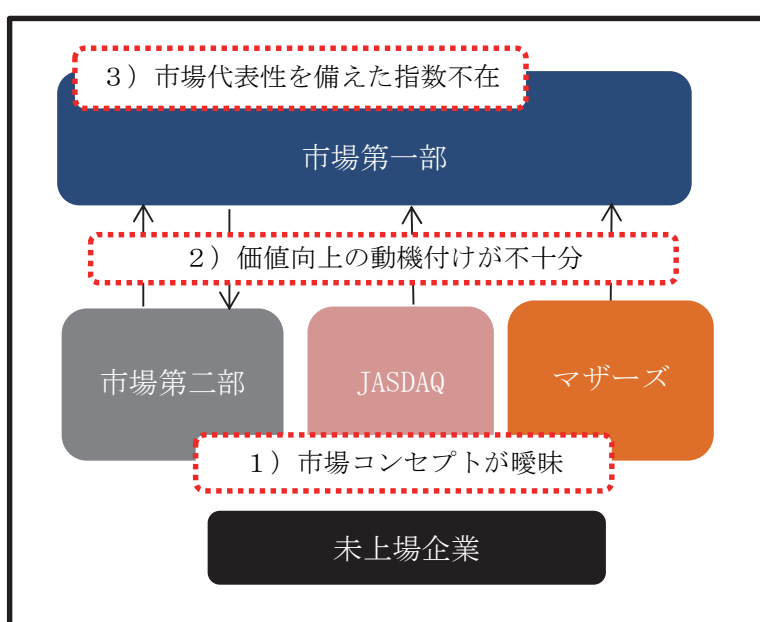 3）市場代表性を備えた指数不在
市場第一部
2）価値向上の動機付けが不十分
市場第二部
JASDAQ
マザーズ
1）市場コンセプトが曖昧
未上場企業